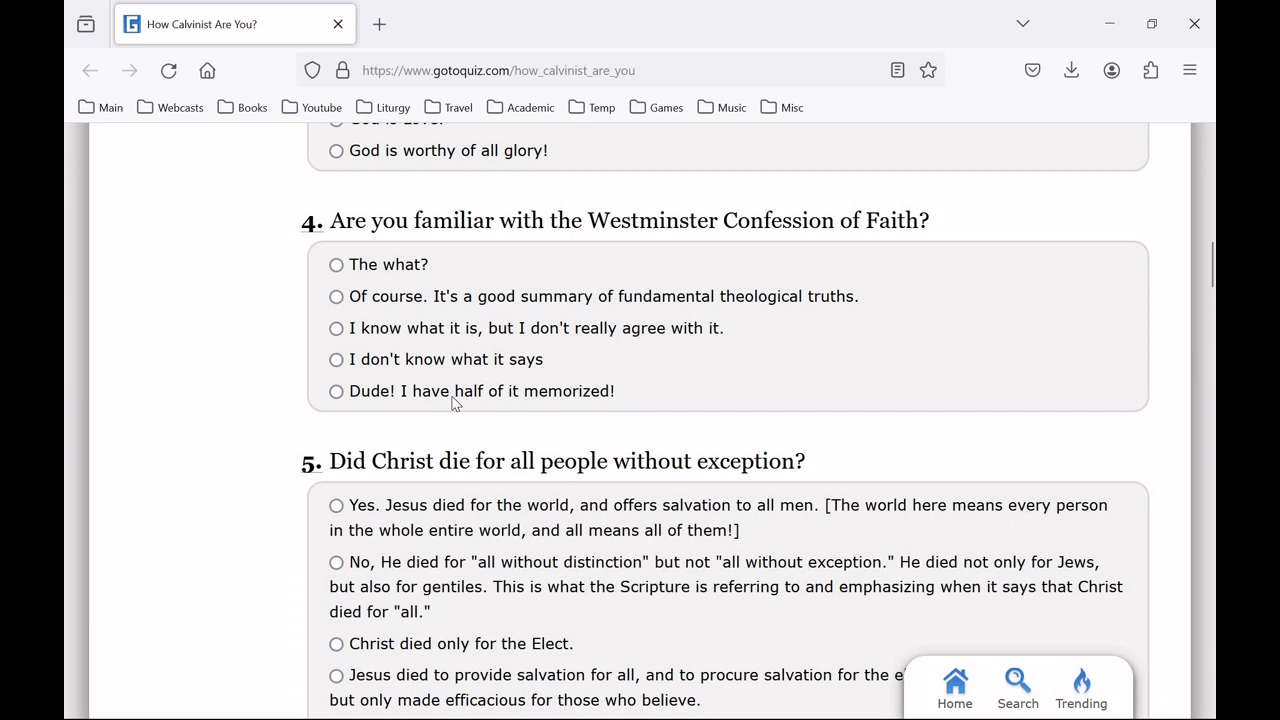 How Calvinist Are You?
https://www.gotoquiz.com/how_calvinist_are_you
Main Webcasts Books Youtube Liturgy Travel Academic Temp Games Music Misc
God is worthy of all glory!
4. Are you familiar with the Westminster Confession of Faith?
The what?
Of course. It's a good summary of fundamental theological truths.
I know what it is, but I don't really agree with it.
I don't know what it says
Dude! I have half of it memorized!
5. Did Christ die for all people without exception?
Yes. Jesus died for the world, and offers salvation to all men. [The world here means every person
in the whole entire world, and all means all of them!]
No, He died for "all without distinction" but not "all without exception." He died not only for Jews,
but also for gentiles. This is what the Scripture is referring to and emphasizing when it says that Christ
died for "all."
Christ died only for the Elect.
Jesus died to provide salvation for all, and to procure salvation for the
but only made efficacious for those who believe.
Home Search Trending